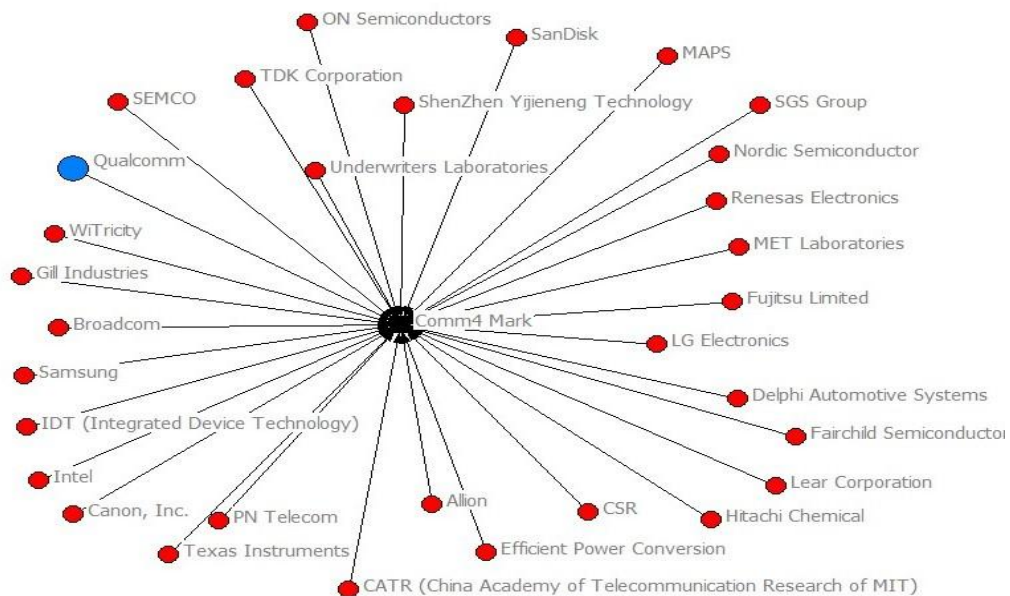 ON Semiconductors
SanDisk
MAPS
TDK Corporation
SEMCO
ShenZhen Yijieneng Technology
SGS Group
Nordic Semiconductor
Qualcomm
Underwriters Laboratories
Renesas Electronics
WiTricity
MET Laboratories
Gill Industries
Fujitsu Limited
Comm4 Mark
Broadcom
LG Electronics
Samsung
Delphi Automotive Systems
IDT (Integrated Device Technology)
Fairchild Semiconductor
Intel
Lear Corporation
Allion
CSR
Canon, Inc.
PN Telecom
Hitachi Chemical
Texas Instruments
Efficient Power Conversion
CATR (China Academy of Telecommunication Research of MIT)